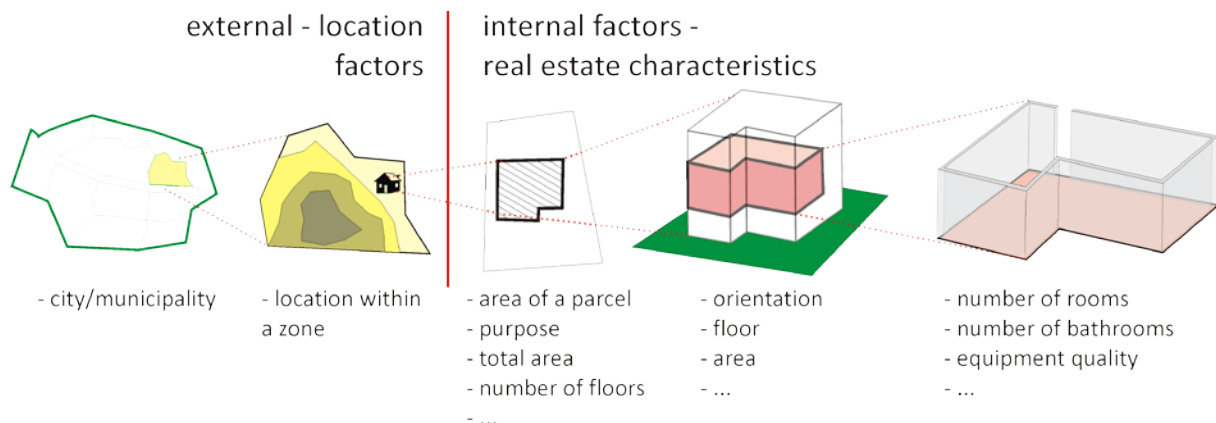 external - location
factors
internal factors -
real estate characteristics
- city/municipality
- location within
a zone
- area of a parcel
- purpose
- total area
- number of floors
- ...
- orientation
- floor
- area
- ...
- number of rooms
- number of bathrooms
- equipment quality
- ...